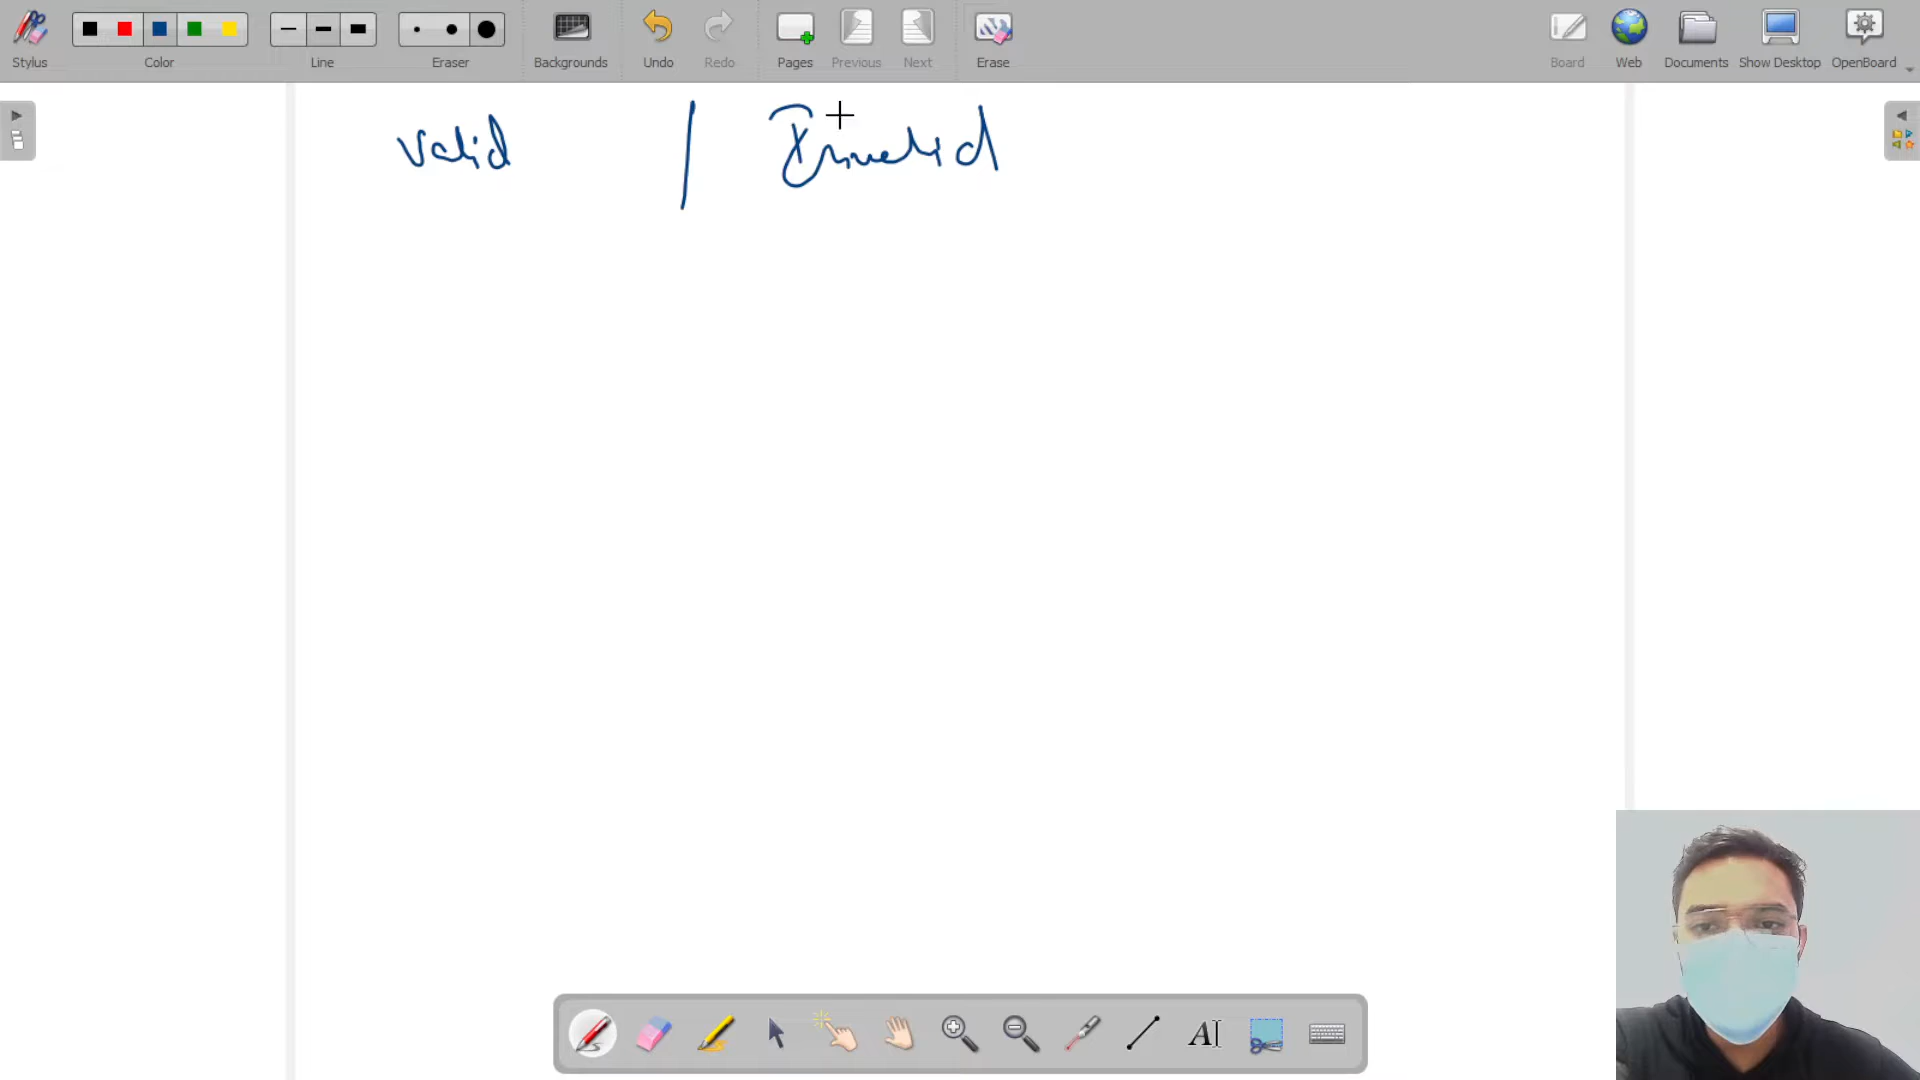 Stylus Color Line Eraser Backgrounds Undo Redo Pages Previous Next Erase Board Web Documents Show Desktop OpenBoard
Valid | Invalid
A